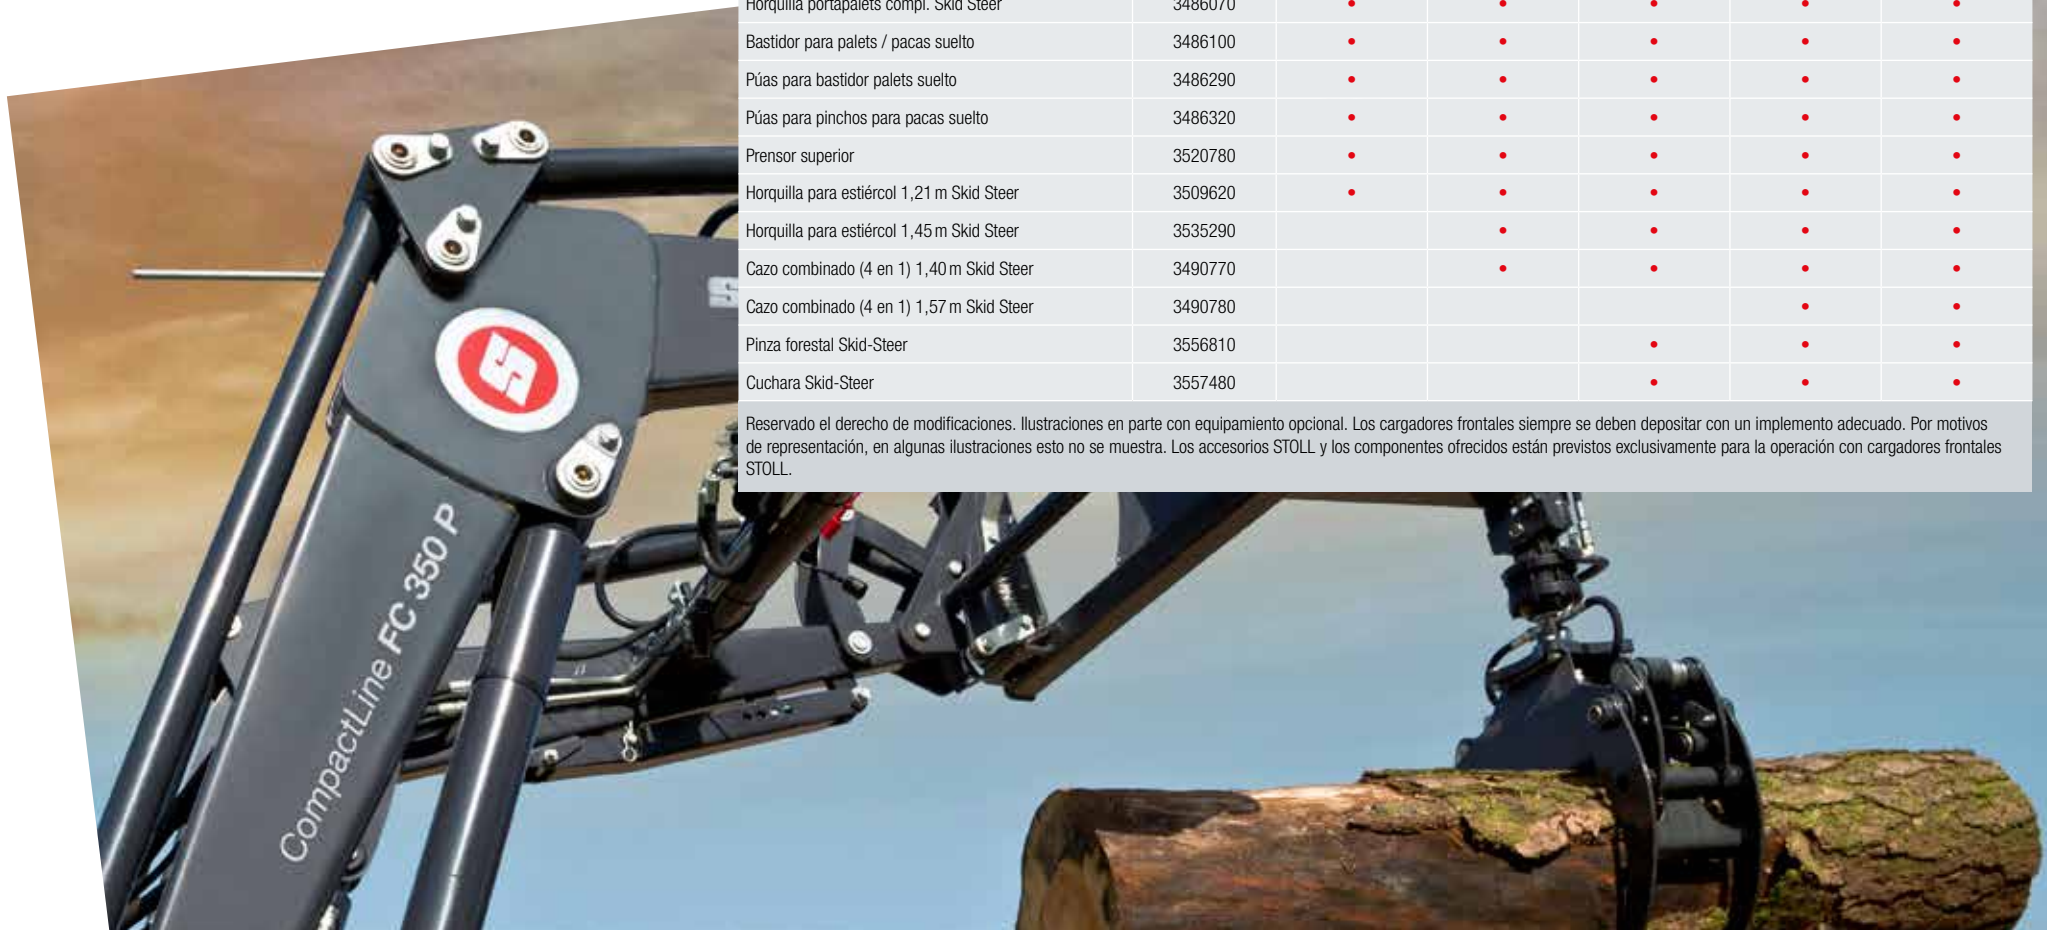 Horquilla portapalets compl. Skid Steer 3486070 • • • • •
Bastidor para palets / pacas suelto 3486100 • • • • •
Púas para bastidor palets suelto 3486290 • • • • •
Púas para pinchos para pacas suelto 3486320 • • • • •
Prensor superior 3520780 • • • • •
Horquilla para estiércol 1,21 m Skid Steer 3509620 • • • • •
Horquilla para estiércol 1,45 m Skid Steer 3535290 • • • •
Cazo combinado (4 en 1) 1,40 m Skid Steer 3490770 • • • •
Cazo combinado (4 en 1) 1,57 m Skid Steer 3490780 • •
Pinza forestal Skid-Steer 3556810 • • •
Cuchara Skid-Steer 3557480 • • •
Reservado el derecho de modificaciones. Ilustraciones en parte con equipamiento opcional. Los cargadores frontales siempre se deben depositar con un implemento adecuado. Por motivos
de representación, en algunas ilustraciones esto no se muestra. Los accesorios STOLL y los componentes ofrecidos están previstos exclusivamente para la operación con cargadores frontales
STOLL.
CompactLine FC 350 P